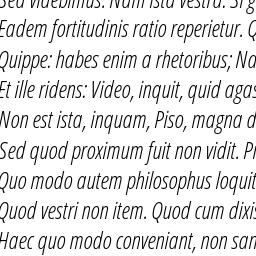 Sed videbimus. Nam ista vestra: Si g
Eadem fortitudinis ratio reperietur. Q
Quippe: habes enim a rhetoribus; Na
Et ille ridens: Video, inquit, quid agas
Non est ista, inquam, Piso, magna d
Sed quod proximum fuit non vidit. Pr
Quo modo autem philosophus loquit
Quod vestri non item. Quod cum dixis
Haec quo modo conveniant, non san